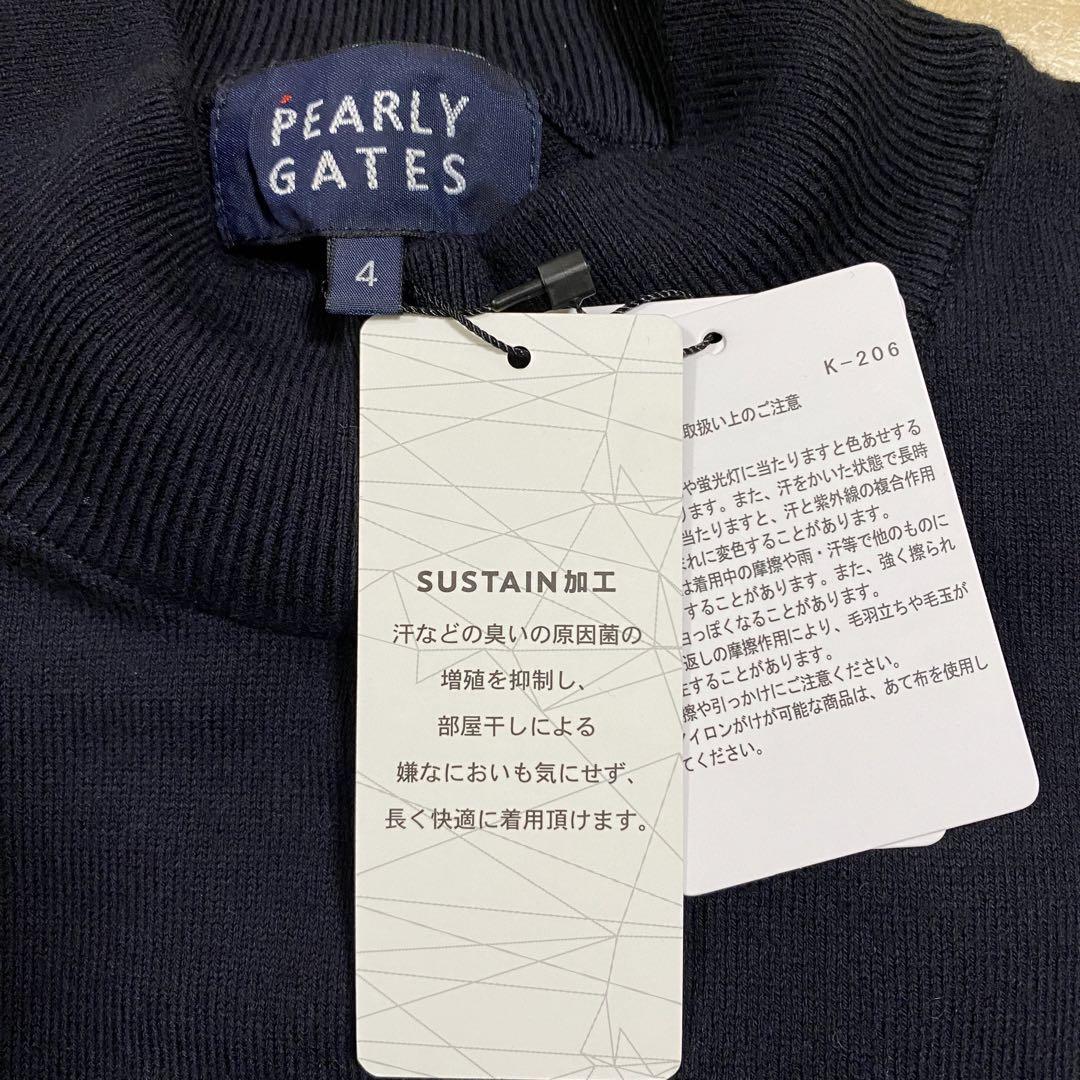 PEARLY
GATES
4
SUSTAIN加工
汗などの臭いの原因菌の
増殖を抑制し、
部屋干しによる
嫌なにおいも気にせず、
長く快適に着用頂けます。
K-206
取扱い上のご注意
や蛍光灯に当たりますと色あせする
ります。また、汗をかいた状態で長時
当たりますと、汗と紫外線の複合作用
まれに変色することがあります。
は着用中の摩擦や雨・汗等で他のものに
することがあります。また、強く擦られ
白っぽくなることがあります。
返しの摩擦作用により、毛羽立ちや毛玉が
することがあります。
擦や引っかけにご注意ください。
アイロンがけが可能な商品は、あて布を使用し
てください。